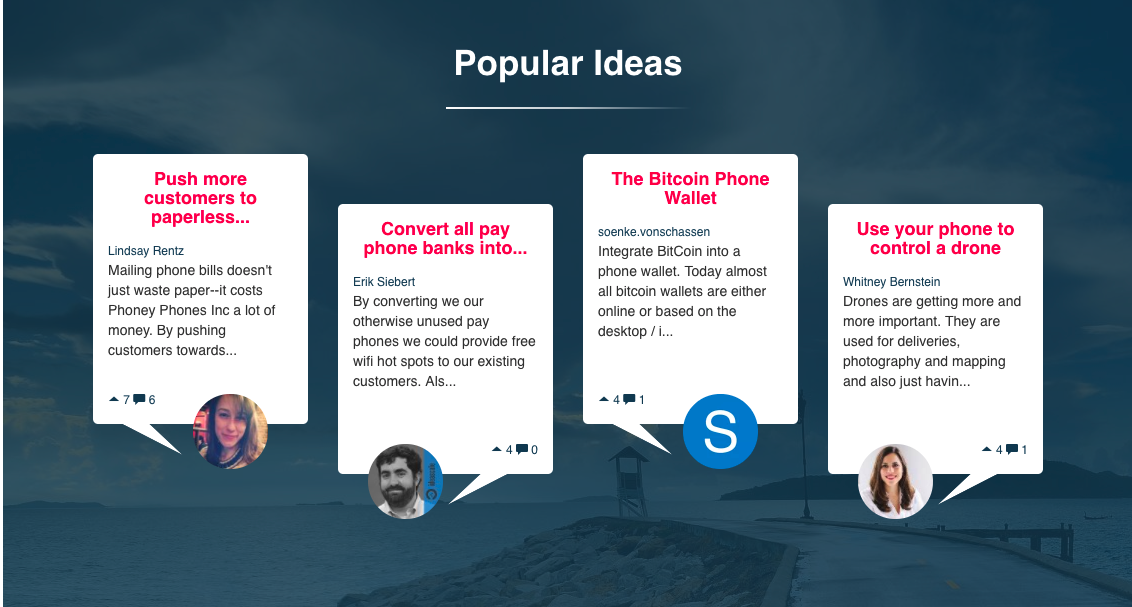 Popular Ideas
Push more
customers to
paperless...
Lindsay Rentz
Mailing phone bills doesn't
just waste paper--it costs
Phoney Phones Inc a lot of
money. By pushing
customers towards...
7 6
Convert all pay
phone banks into...
Erik Siebert
By converting we our
otherwise unused pay
phones we could provide free
wifi hot spots to our existing
customers. Als...
4 0
The Bitcoin Phone
Wallet
soenke.vonschassen
Integrate BitCoin into a
phone wallet. Today almost
all bitcoin wallets are either
online or based on the
desktop / i...
4 1
S
Use your phone to
control a drone
Whitney Bernstein
Drones are getting more and
more important. They are
used for deliveries,
photography and mapping
and also just havin...
4 1